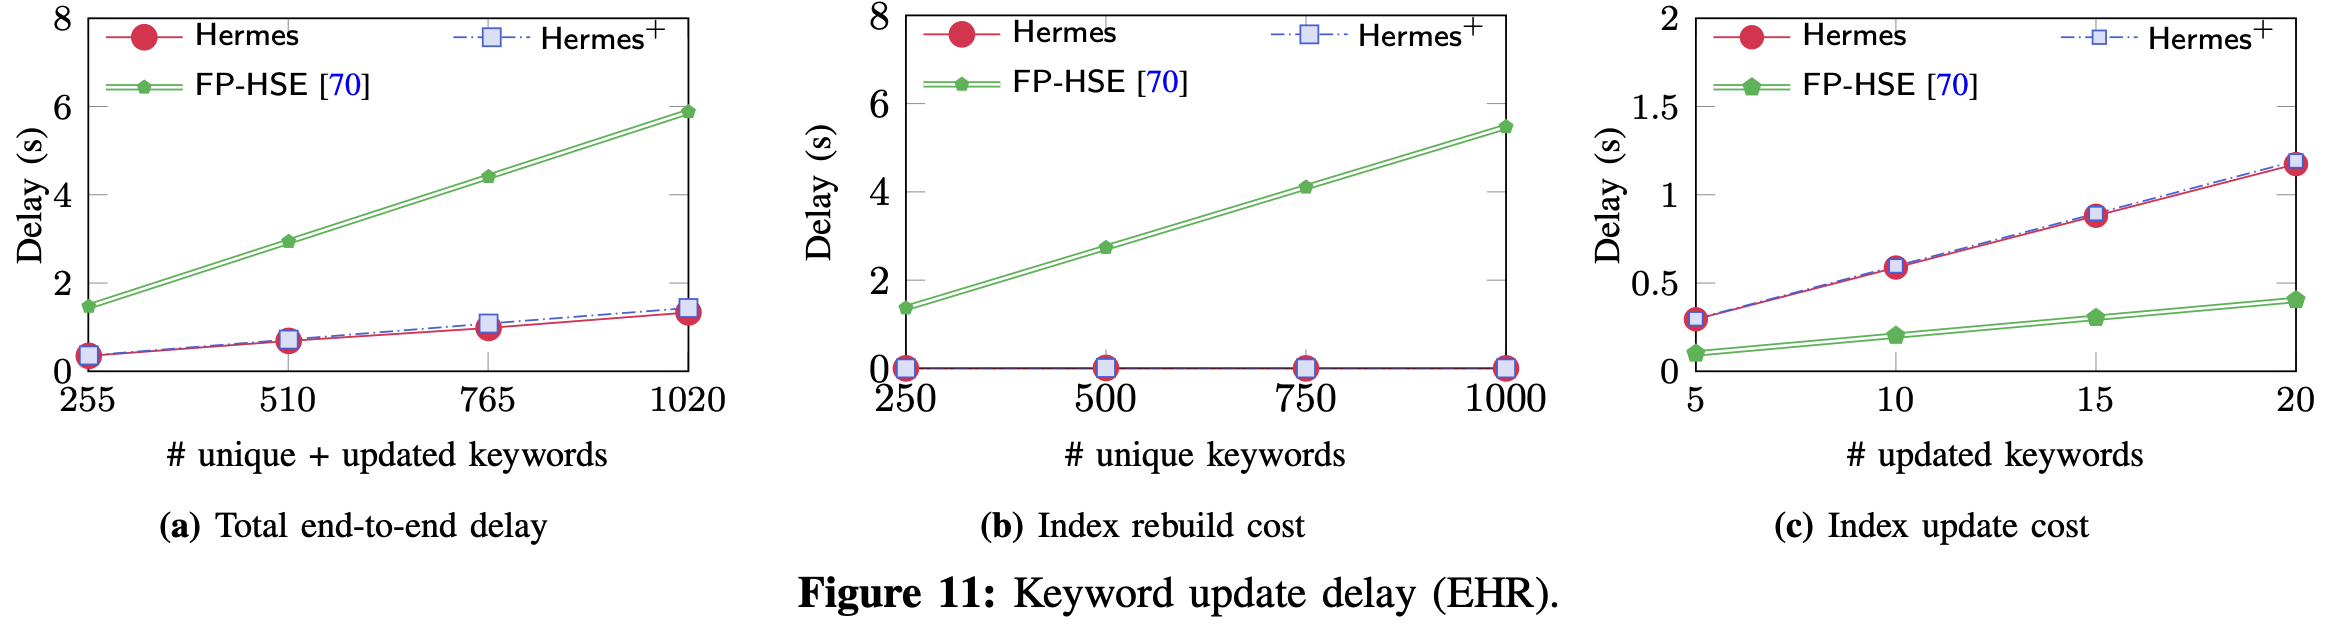 Hermes
Hermes+
FP-HSE [70]
8
6
4
2
0
Delay (s)
255 510 765 1020
# unique + updated keywords
(a) Total end-to-end delay
Hermes
Hermes+
FP-HSE [70]
8
6
4
2
0
Delay (s)
250 500 750 1000
# unique keywords
(b) Index rebuild cost
Hermes
Hermes+
FP-HSE [70]
2
1.5
1
0.5
0
Delay (s)
5 10 15 20
# updated keywords
(c) Index update cost
Figure 11: Keyword update delay (EHR).